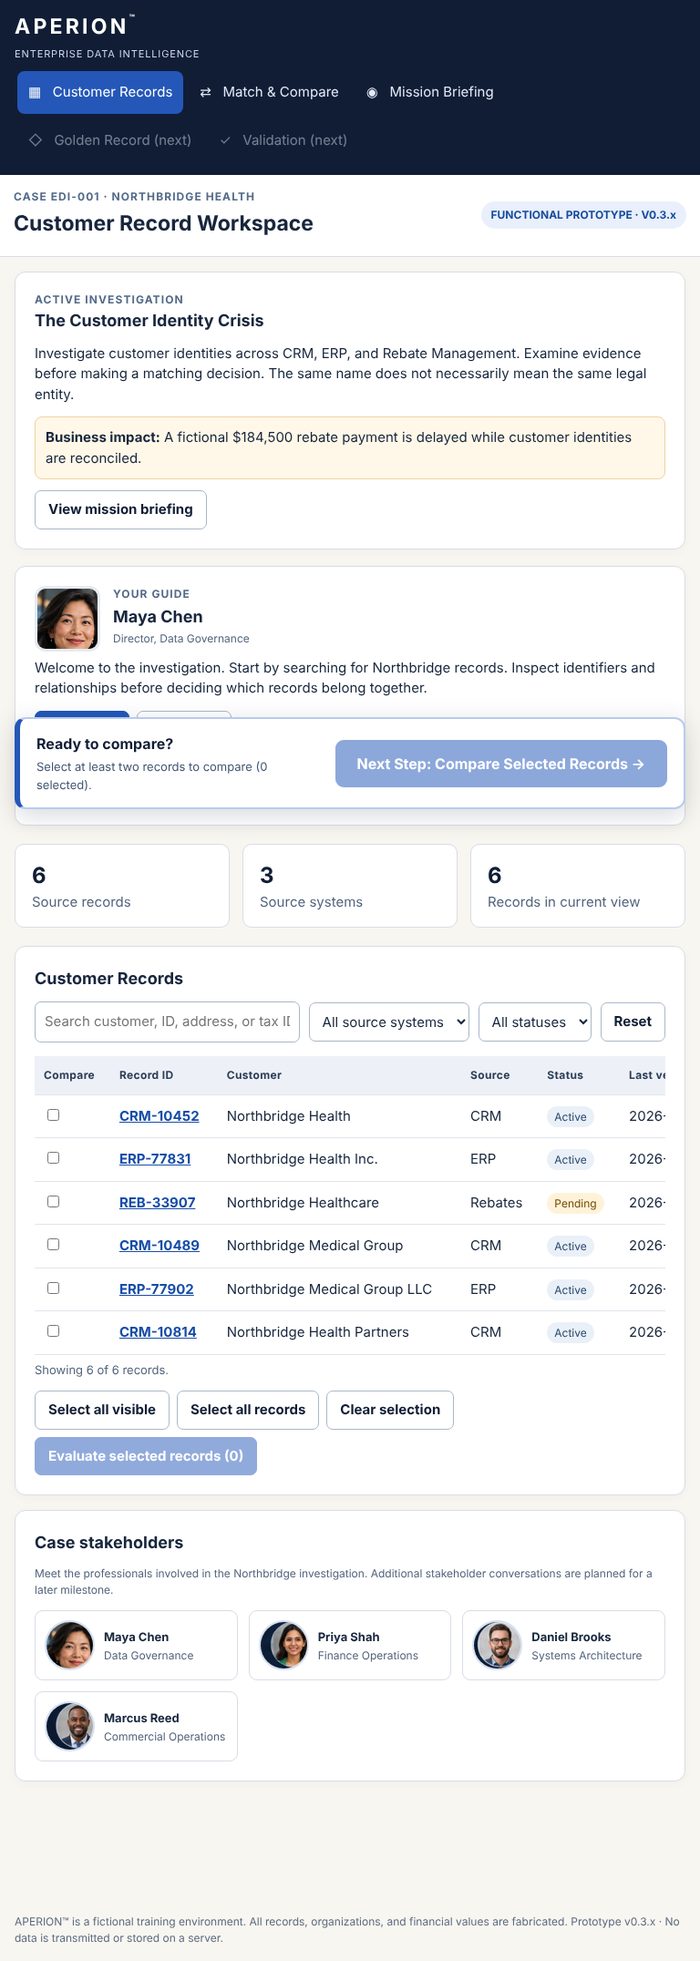 APERION™
ENTERPRISE DATA INTELLIGENCE
Customer Records
Match & Compare
Mission Briefing
Golden Record (next)
Validation (next)
CASE EDI-001 · NORTHBRIDGE HEALTH
Customer Record Workspace
FUNCTIONAL PROTOTYPE · V0.3.x
ACTIVE INVESTIGATION
The Customer Identity Crisis
Investigate customer identities across CRM, ERP, and Rebate Management. Examine evidence
before making a matching decision. The same name does not necessarily mean the same legal
entity.
Business impact: A fictional $184,500 rebate payment is delayed while customer identities
are reconciled.
View mission briefing
YOUR GUIDE
Maya Chen
Director, Data Governance
Welcome to the investigation. Start by searching for Northbridge records. Inspect identifiers and
relationships before deciding which records belong together.
Ready to compare?
Select at least two records to compare (0
selected).
Next Step: Compare Selected Records →
6
Source records
3
Source systems
6
Records in current view
Customer Records
Search customer, ID, address, or tax ID
All source systems
All statuses
Reset
Compare Record ID Customer Source Status Last ve
CRM-10452 Northbridge Health CRM Active 2026-
ERP-77831 Northbridge Health Inc. ERP Active 2026-
REB-33907 Northbridge Healthcare Rebates Pending 2026-
CRM-10489 Northbridge Medical Group CRM Active 2026-
ERP-77902 Northbridge Medical Group LLC ERP Active 2026-
CRM-10814 Northbridge Health Partners CRM Active 2026-
Showing 6 of 6 records.
Select all visible
Select all records
Clear selection
Evaluate selected records (0)
Case stakeholders
Meet the professionals involved in the Northbridge investigation. Additional stakeholder conversations are planned for a
later milestone.
Maya Chen
Data Governance
Priya Shah
Finance Operations
Daniel Brooks
Systems Architecture
Marcus Reed
Commercial Operations
APERION™ is a fictional training environment. All records, organizations, and financial values are fabricated. Prototype v0.3.x · No
data is transmitted or stored on a server.